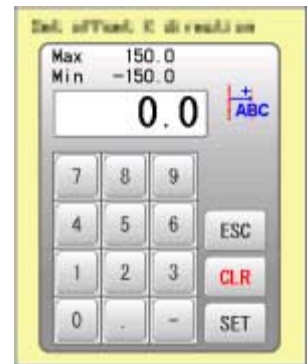 Set offset X direction
Max 150.0
Min -150.0
0.0
+
ABC
7 8 9
4 5 6 ESC
1 2 3 CLR
0 . - SET